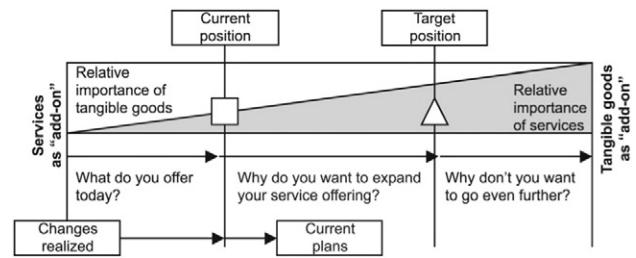 Current
position
Target
position
Services
as "add-on"
Relative
importance of
tangible goods
Relative
importance
of services
Tangible goods
as "add-on"
What do you offer
today?
Why do you want to expand
your service offering?
Why don't you want
to go even further?
Changes
realized
Current
plans